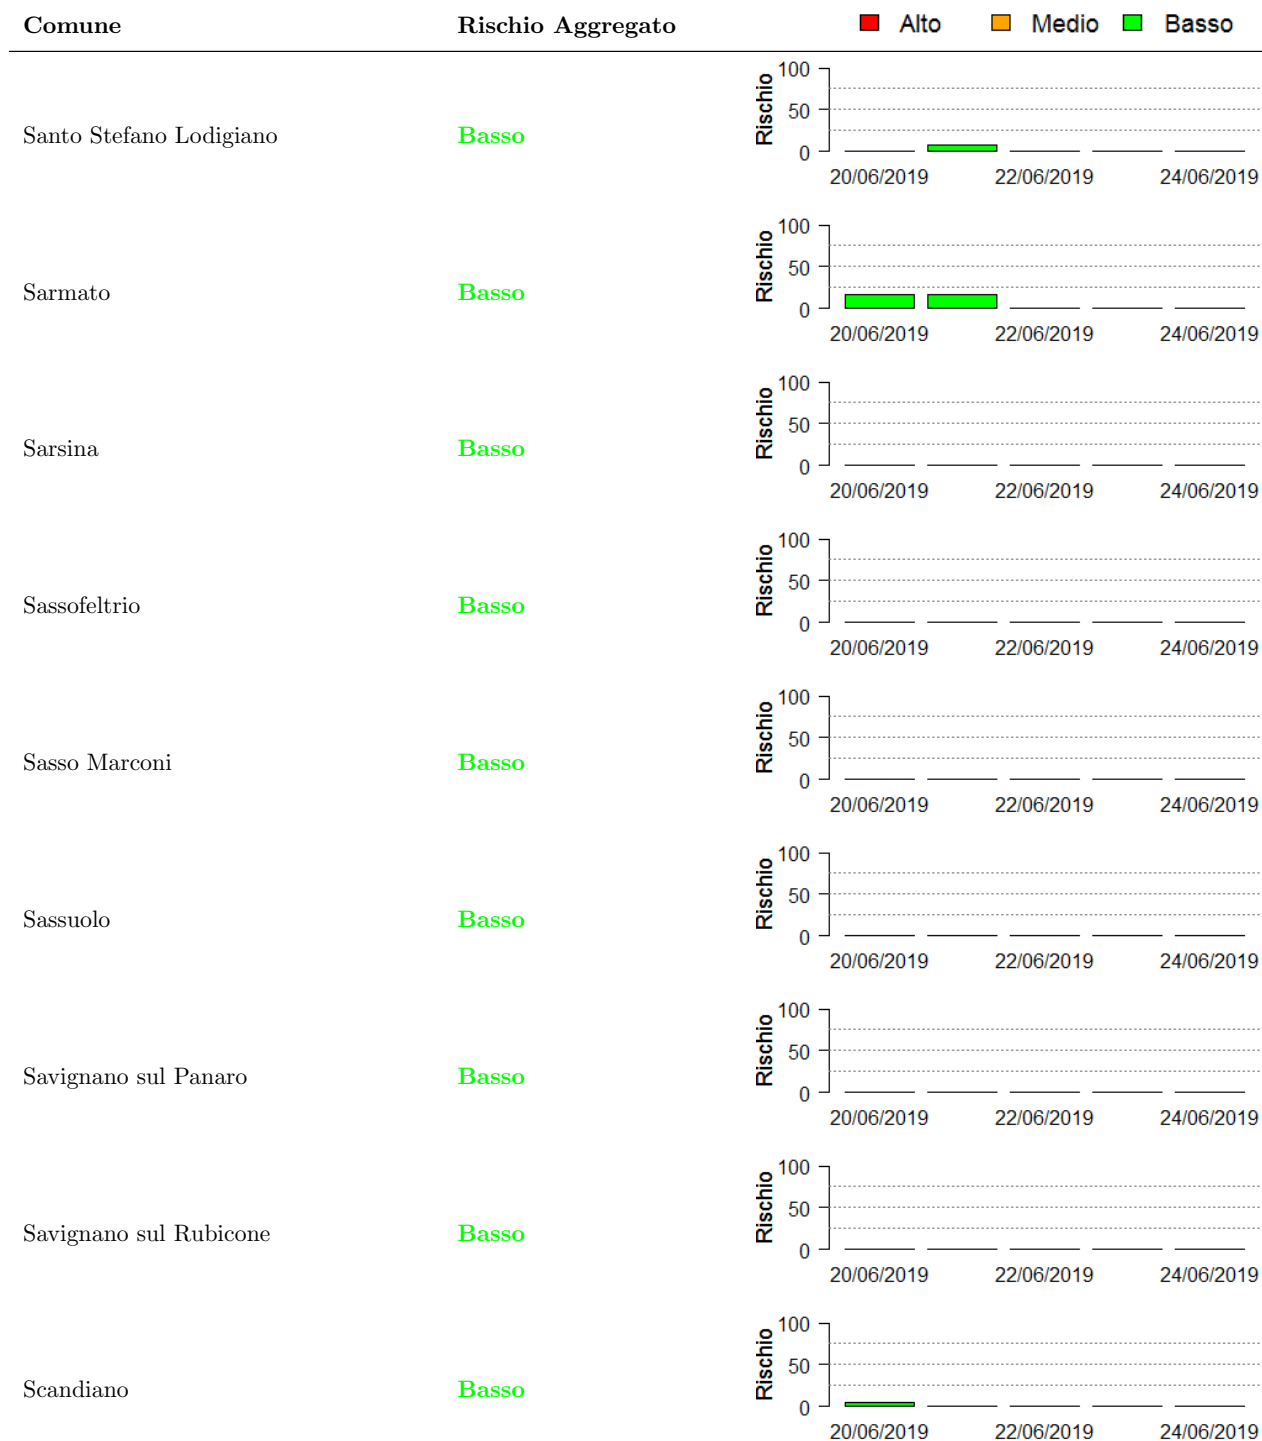 Comune Rischio Aggregato Alto Medio Basso
Santo Stefano Lodigiano Basso
Rischio
100
50
0
20/06/2019 22/06/2019 24/06/2019
Sarmato Basso
Rischio
100
50
0
20/06/2019 22/06/2019 24/06/2019
Sarsina Basso
Rischio
100
50
0
20/06/2019 22/06/2019 24/06/2019
Sassofeltrio Basso
Rischio
100
50
0
20/06/2019 22/06/2019 24/06/2019
Sasso Marconi Basso
Rischio
100
50
0
20/06/2019 22/06/2019 24/06/2019
Sassuolo Basso
Rischio
100
50
0
20/06/2019 22/06/2019 24/06/2019
Savignano sul Panaro Basso
Rischio
100
50
0
20/06/2019 22/06/2019 24/06/2019
Savignano sul Rubicone Basso
Rischio
100
50
0
20/06/2019 22/06/2019 24/06/2019
Scandiano Basso
Rischio
100
50
0
20/06/2019 22/06/2019 24/06/2019